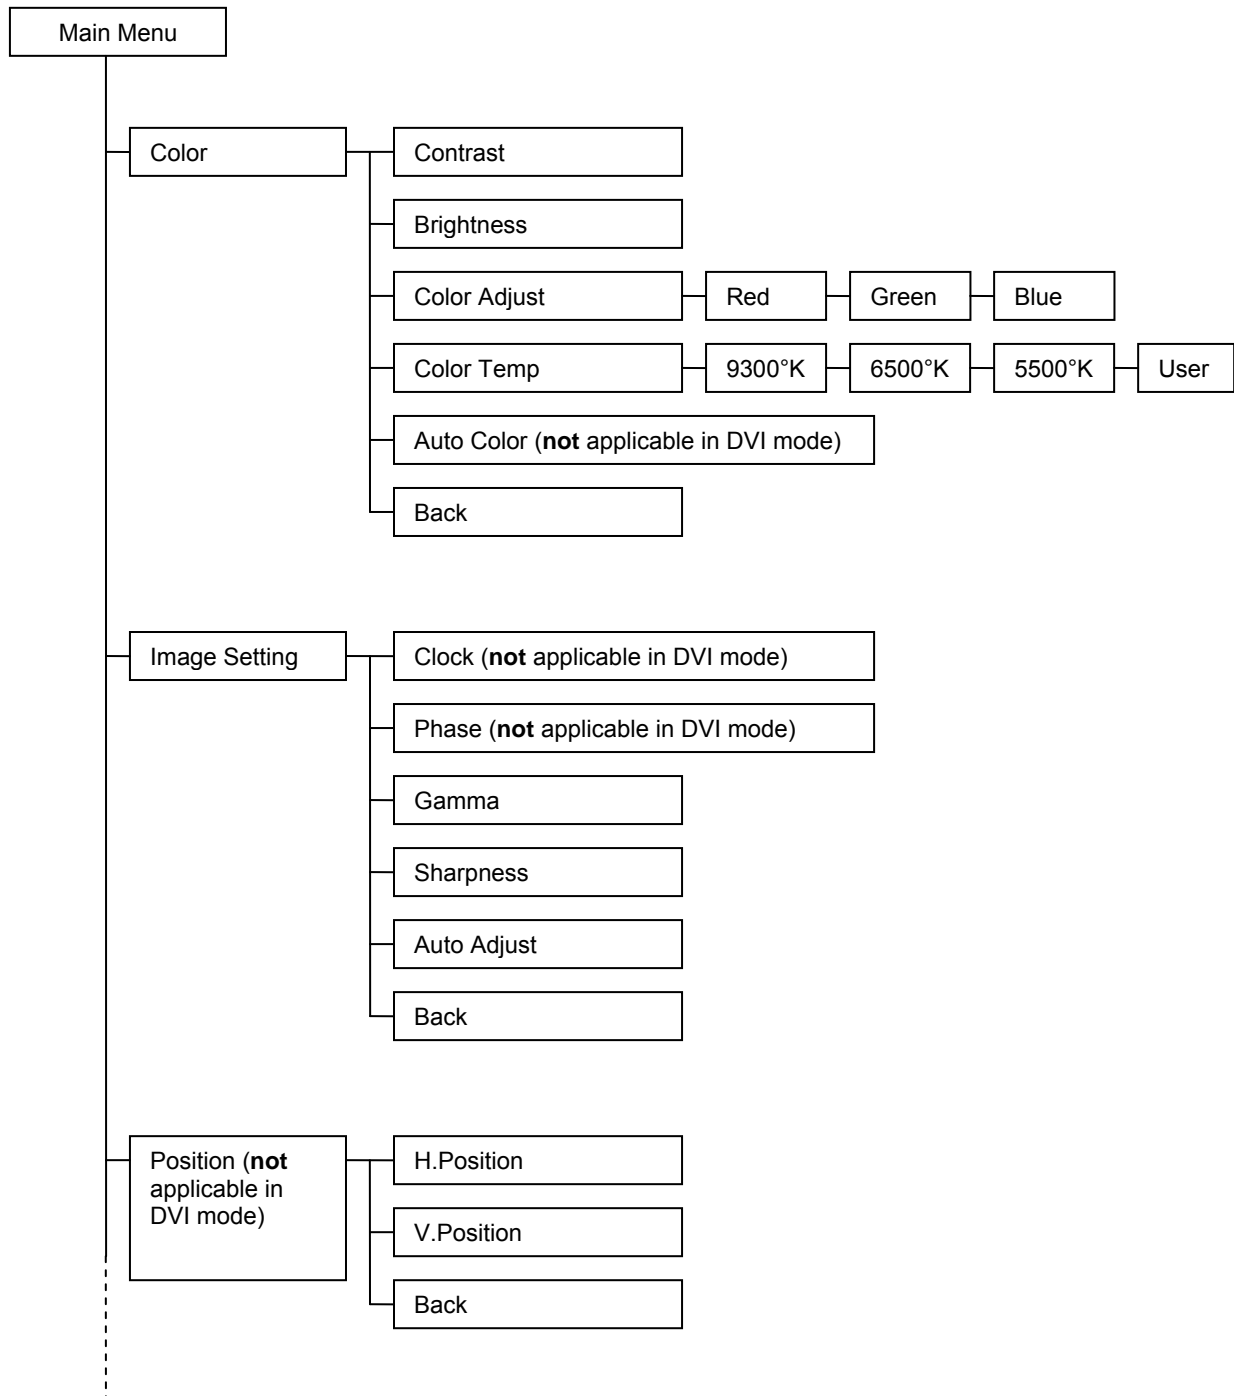 Main Menu
Color
Contrast
Brightness
Color Adjust
Red
Green
Blue
Color Temp
9300°K
6500°K
5500°K
User
Auto Color (not applicable in DVI mode)
Back
Image Setting
Clock (not applicable in DVI mode)
Phase (not applicable in DVI mode)
Gamma
Sharpness
Auto Adjust
Back
Position (not
applicable in
DVI mode)
H.Position
V.Position
Back